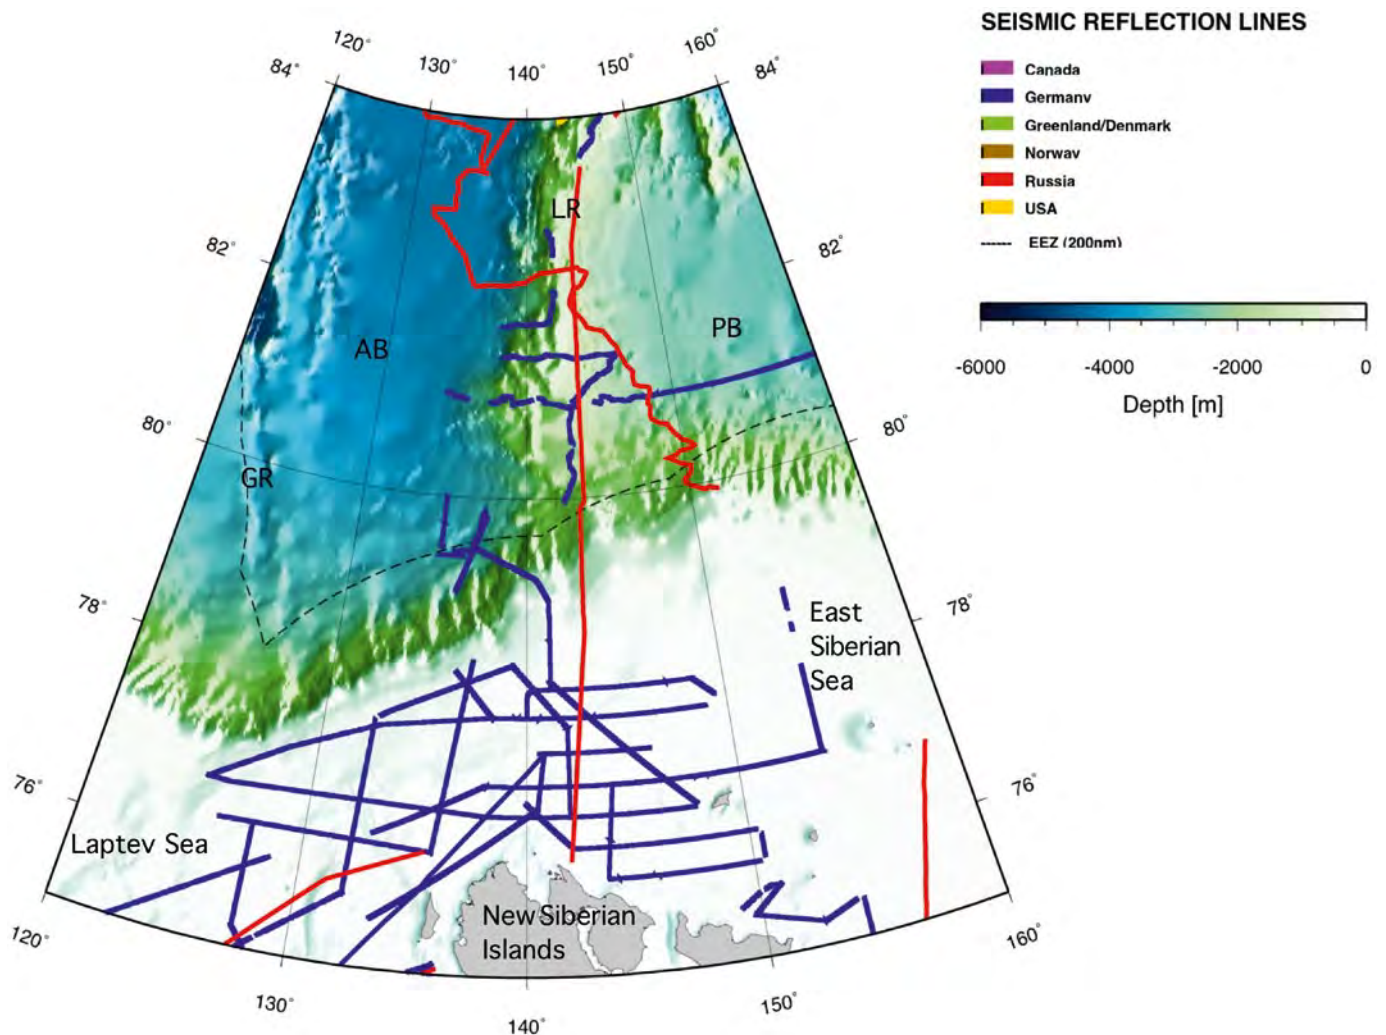 SEISMIC REFLECTION LINES
Canada
Germanv
Greenland/Denmark
Norwav
Russia
USA
EEZ (200nm)
-6000 -4000 -2000 0
Depth [m]
120° 130° 140° 150° 160°
84° 84°
82° 82°
80° 80°
78° 78°
76° 76°
120° 130° 140° 150° 160°
LR
PB
AB
GR
East
Siberian
Sea
Laptev Sea
New Siberian
Islands